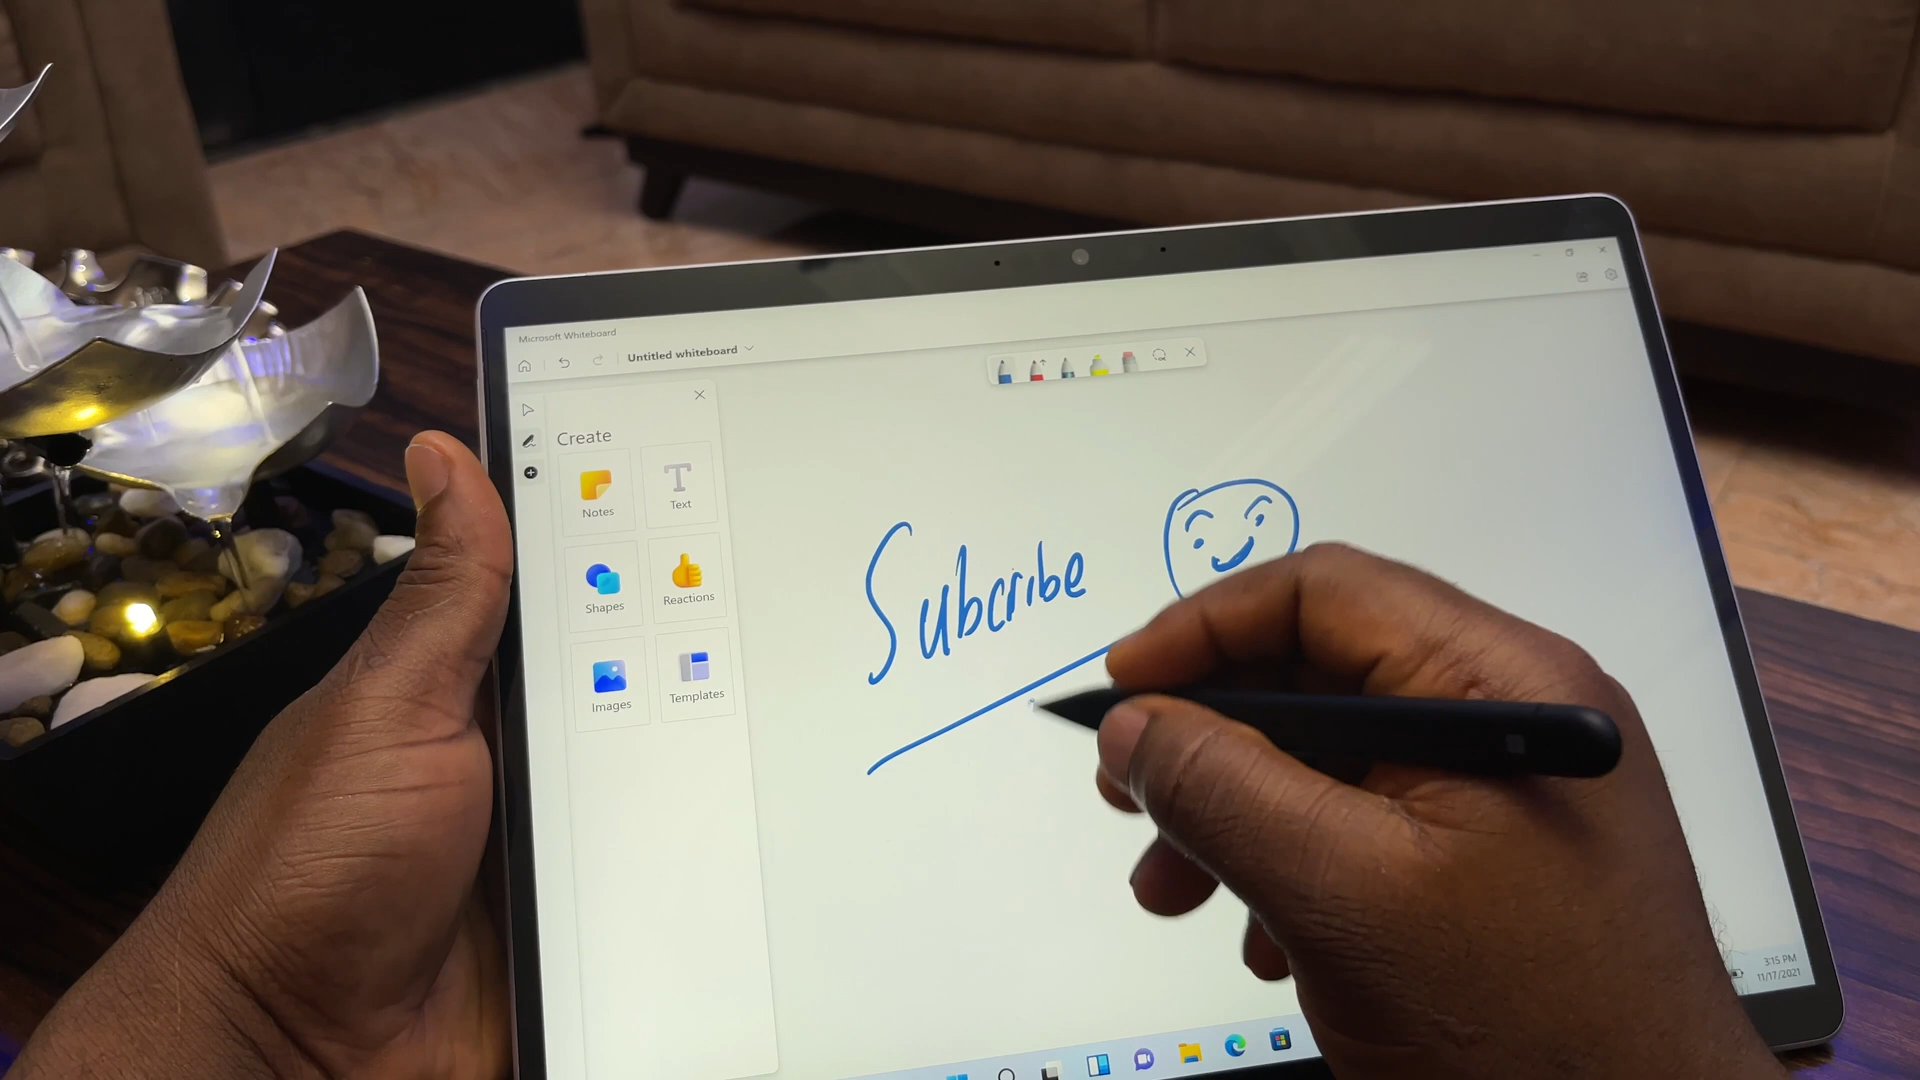 Microsoft Whiteboard
Untitled whiteboard
Create
Notes
Text
Shapes
Reactions
Images
Templates
Subcribe
3:15 PM
11/17/2021